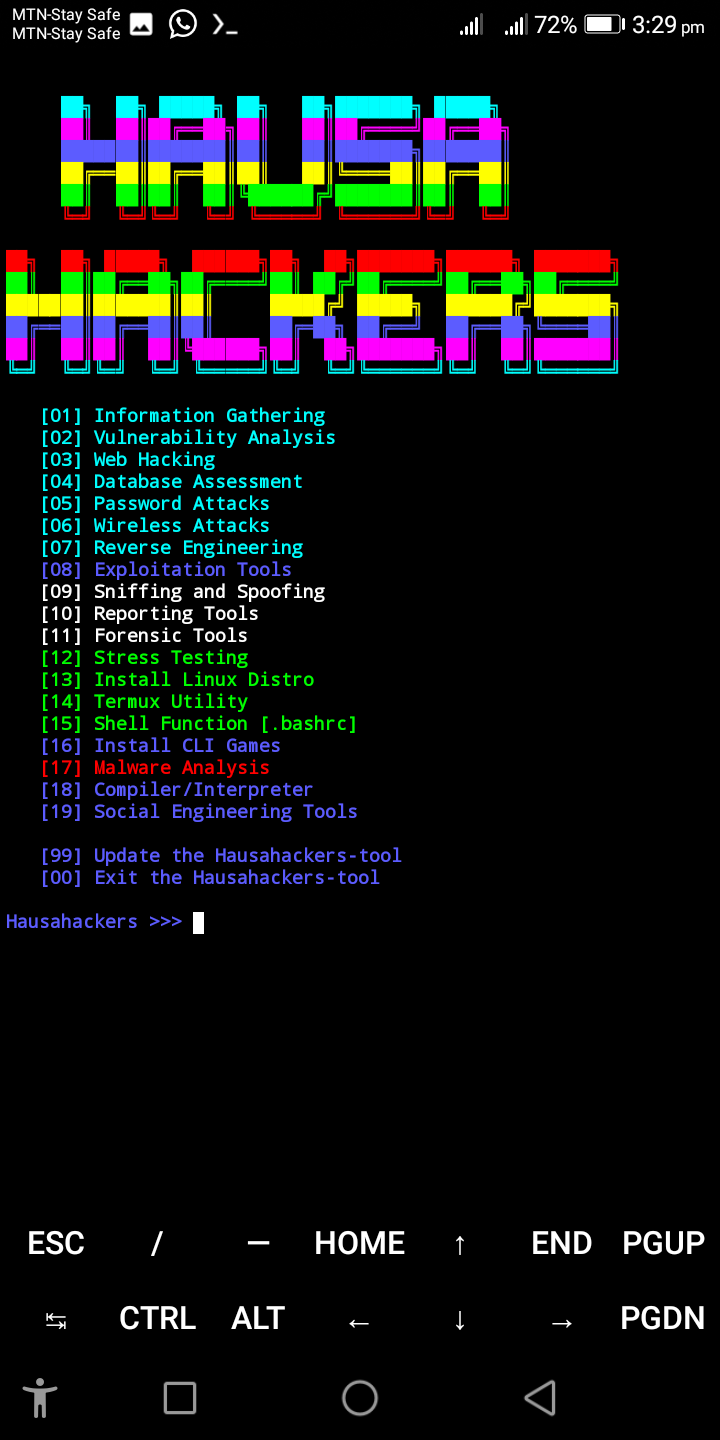 MTN-Stay Safe
MTN-Stay Safe
72% 3:29 pm
HAUSA
HACKERS
[01] Information Gathering
[02] Vulnerability Analysis
[03] Web Hacking
[04] Database Assessment
[05] Password Attacks
[06] Wireless Attacks
[07] Reverse Engineering
[08] Exploitation Tools
[09] Sniffing and Spoofing
[10] Reporting Tools
[11] Forensic Tools
[12] Stress Testing
[13] Install Linux Distro
[14] Termux Utility
[15] Shell Function [.bashrc]
[16] Install CLI Games
[17] Malware Analysis
[18] Compiler/Interpreter
[19] Social Engineering Tools
[99] Update the Hausahackers-tool
[00] Exit the Hausahackers-tool
Hausahackers >>>
ESC / — HOME ↑ END PGUP
↹ CTRL ALT ← ↓ → PGDN